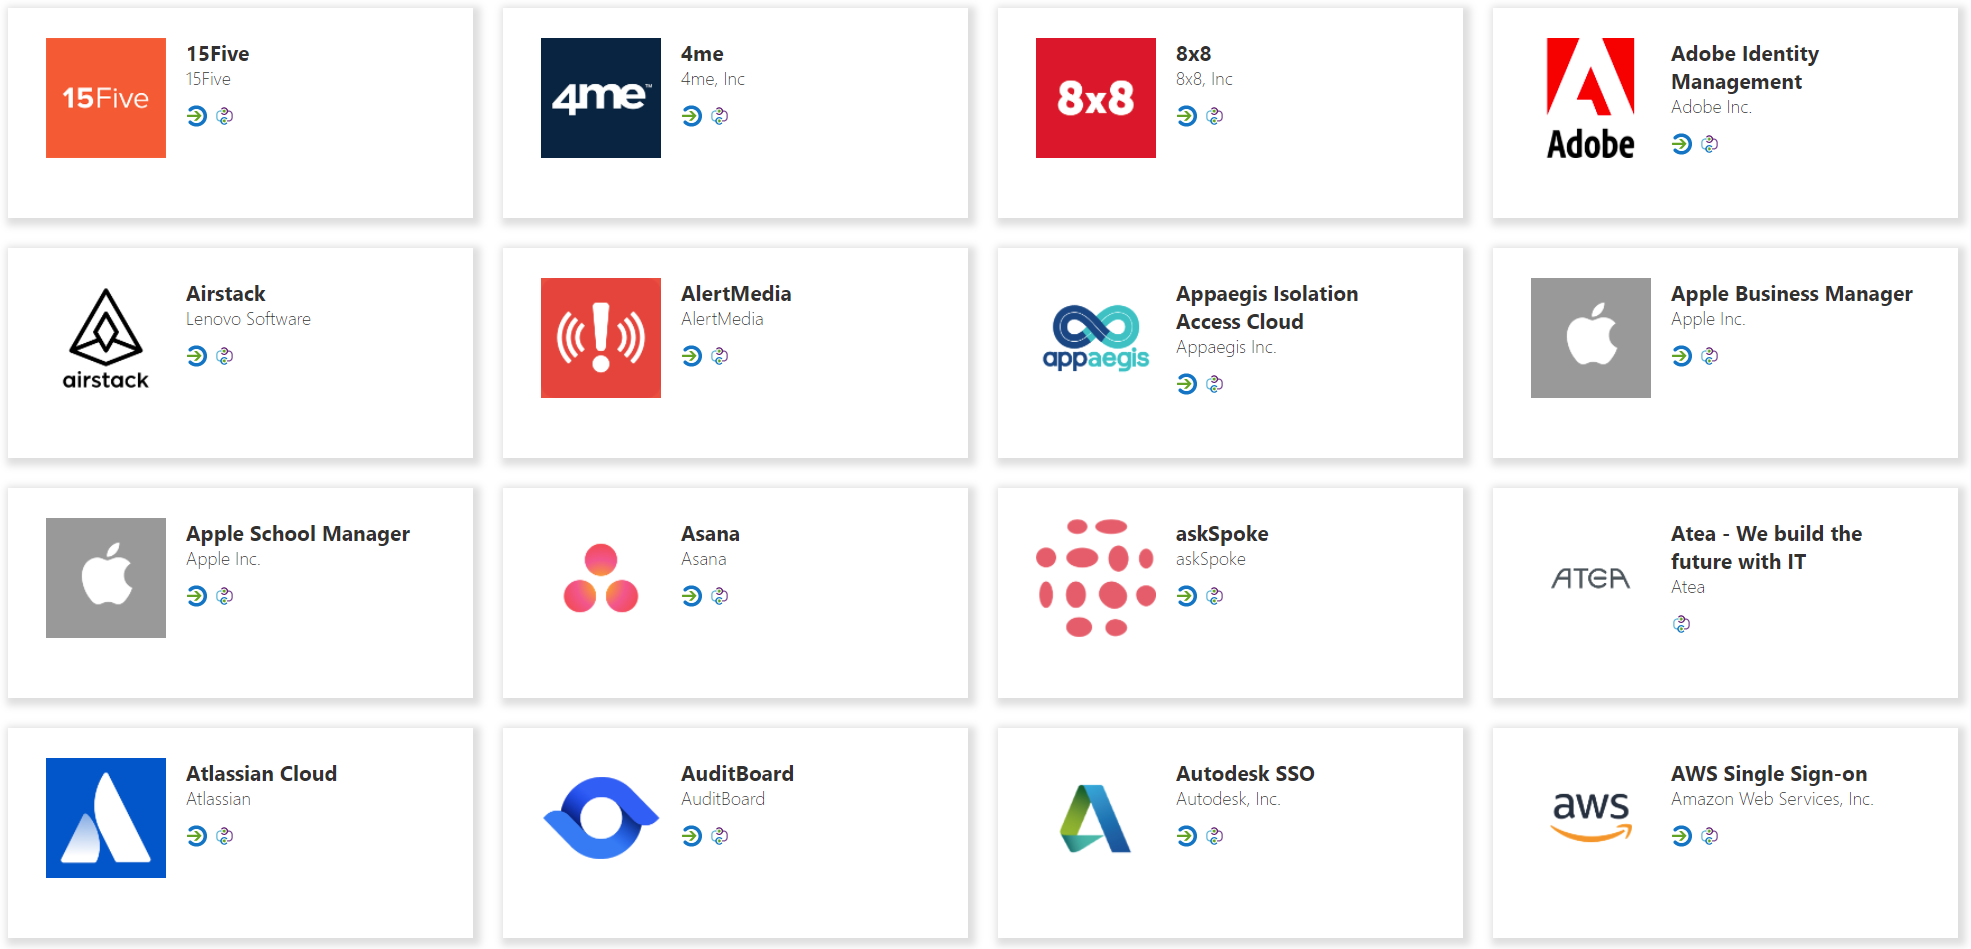 15Five
15Five
15Five
4me™
4me
4me, Inc
8x8
8x8
8x8, Inc
Adobe
Adobe Identity
Management
Adobe Inc.
airstack
Airstack
Lenovo Software
AlertMedia
AlertMedia
appaegis
Appaegis Isolation
Access Cloud
Appaegis Inc.
Apple Business Manager
Apple Inc.
Apple School Manager
Apple Inc.
Asana
Asana
askSpoke
askSpoke
ATEA
Atea - We build the
future with IT
Atea
Atlassian Cloud
Atlassian
AuditBoard
AuditBoard
Autodesk SSO
Autodesk, Inc.
aws
AWS Single Sign-on
Amazon Web Services, Inc.